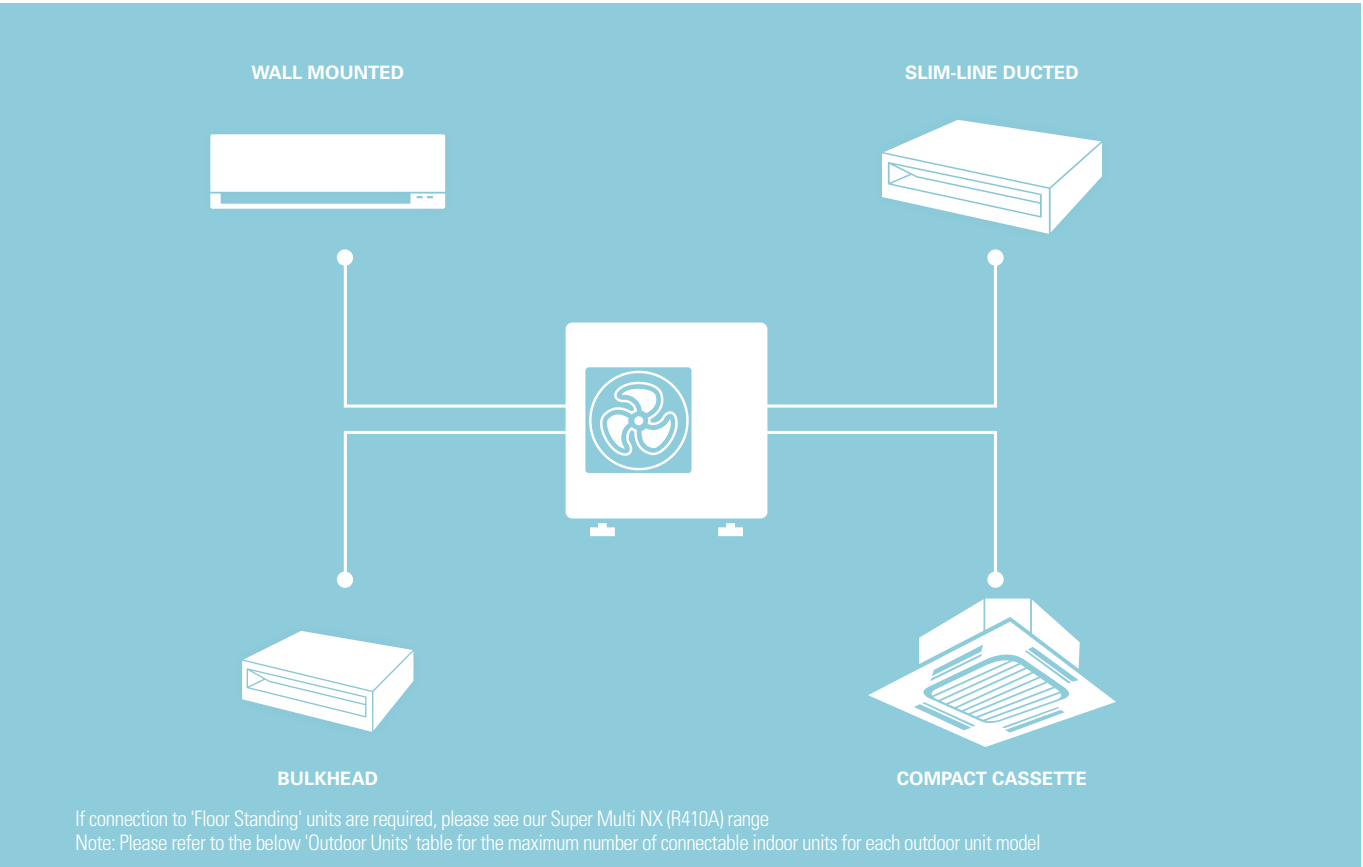 WALL MOUNTED
SLIM-LINE DUCTED
BULKHEAD
COMPACT CASSETTE
If connection to 'Floor Standing' units are required, please see our Super Multi NX (R410A) range
Note: Please refer to the below 'Outdoor Units' table for the maximum number of connectable indoor units for each outdoor unit model